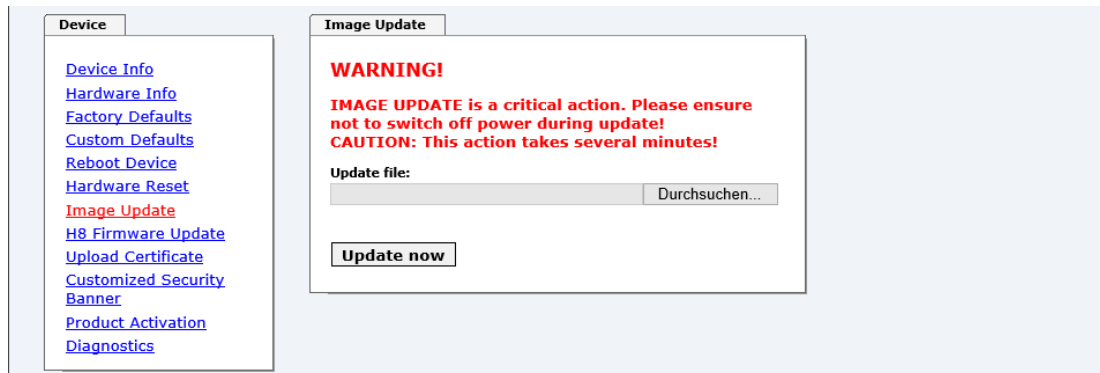 Device
Device Info
Hardware Info
Factory Defaults
Custom Defaults
Reboot Device
Hardware Reset
Image Update
H8 Firmware Update
Upload Certificate
Customized Security
Banner
Product Activation
Diagnostics
Image Update
WARNING!
IMAGE UPDATE is a critical action. Please ensure
not to switch off power during update!
CAUTION: This action takes several minutes!
Update file:
Durchsuchen...
Update now